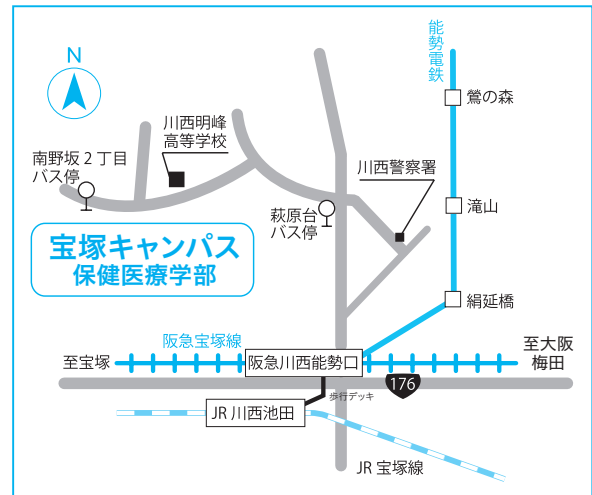 N
能勢電鉄
鶯の森
川西明峰
高等学校
南野坂2丁目
バス停
川西警察署
萩原台
バス停
滝山
宝塚キャンパス
保健医療学部
絹延橋
阪急宝塚線
至宝塚
阪急川西能勢口
至大阪
梅田
176
歩行デッキ
JR川西池田
JR宝塚線